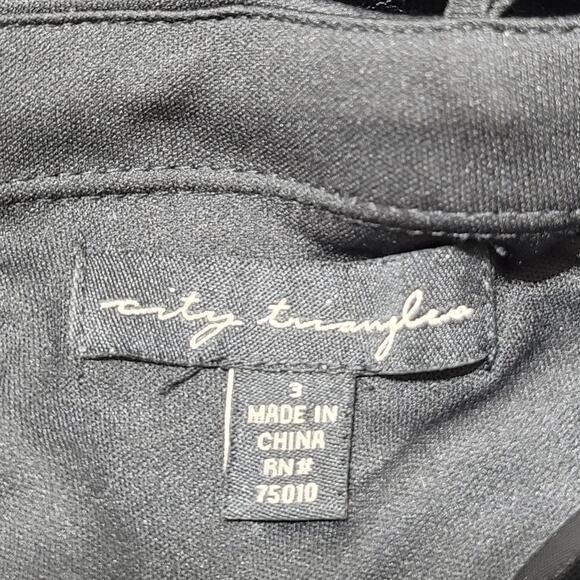 city triangles
3
MADE IN
CHINA
RN#
75010